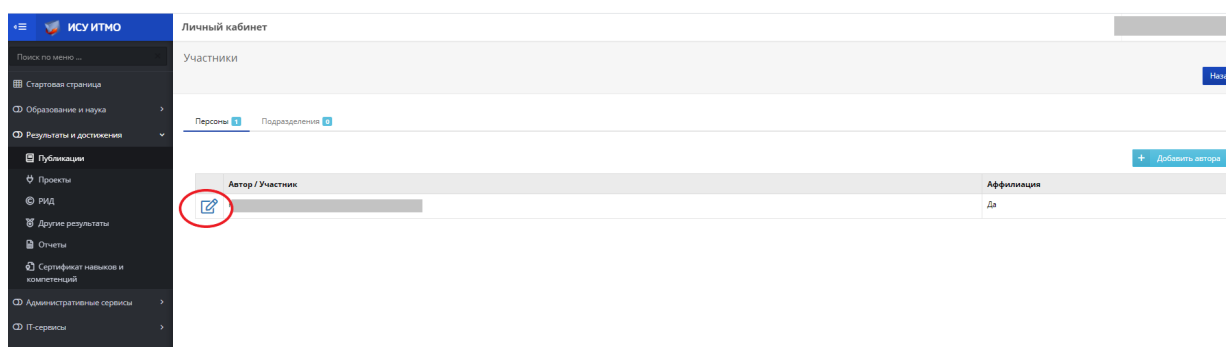 ИСУ ИТМО
Личный кабинет
Поиск по меню ...
Участники
Стартовая страница
Образование и наука
Персоны 1 Подразделения 0
Результаты и достижения
Публикации
+ Добавить автора
Проекты
Автор / Участник Аффилиация
РИД
Да
Другие результаты
Отчеты
Сертификат навыков и
компетенций
Административные сервисы
IT-сервисы